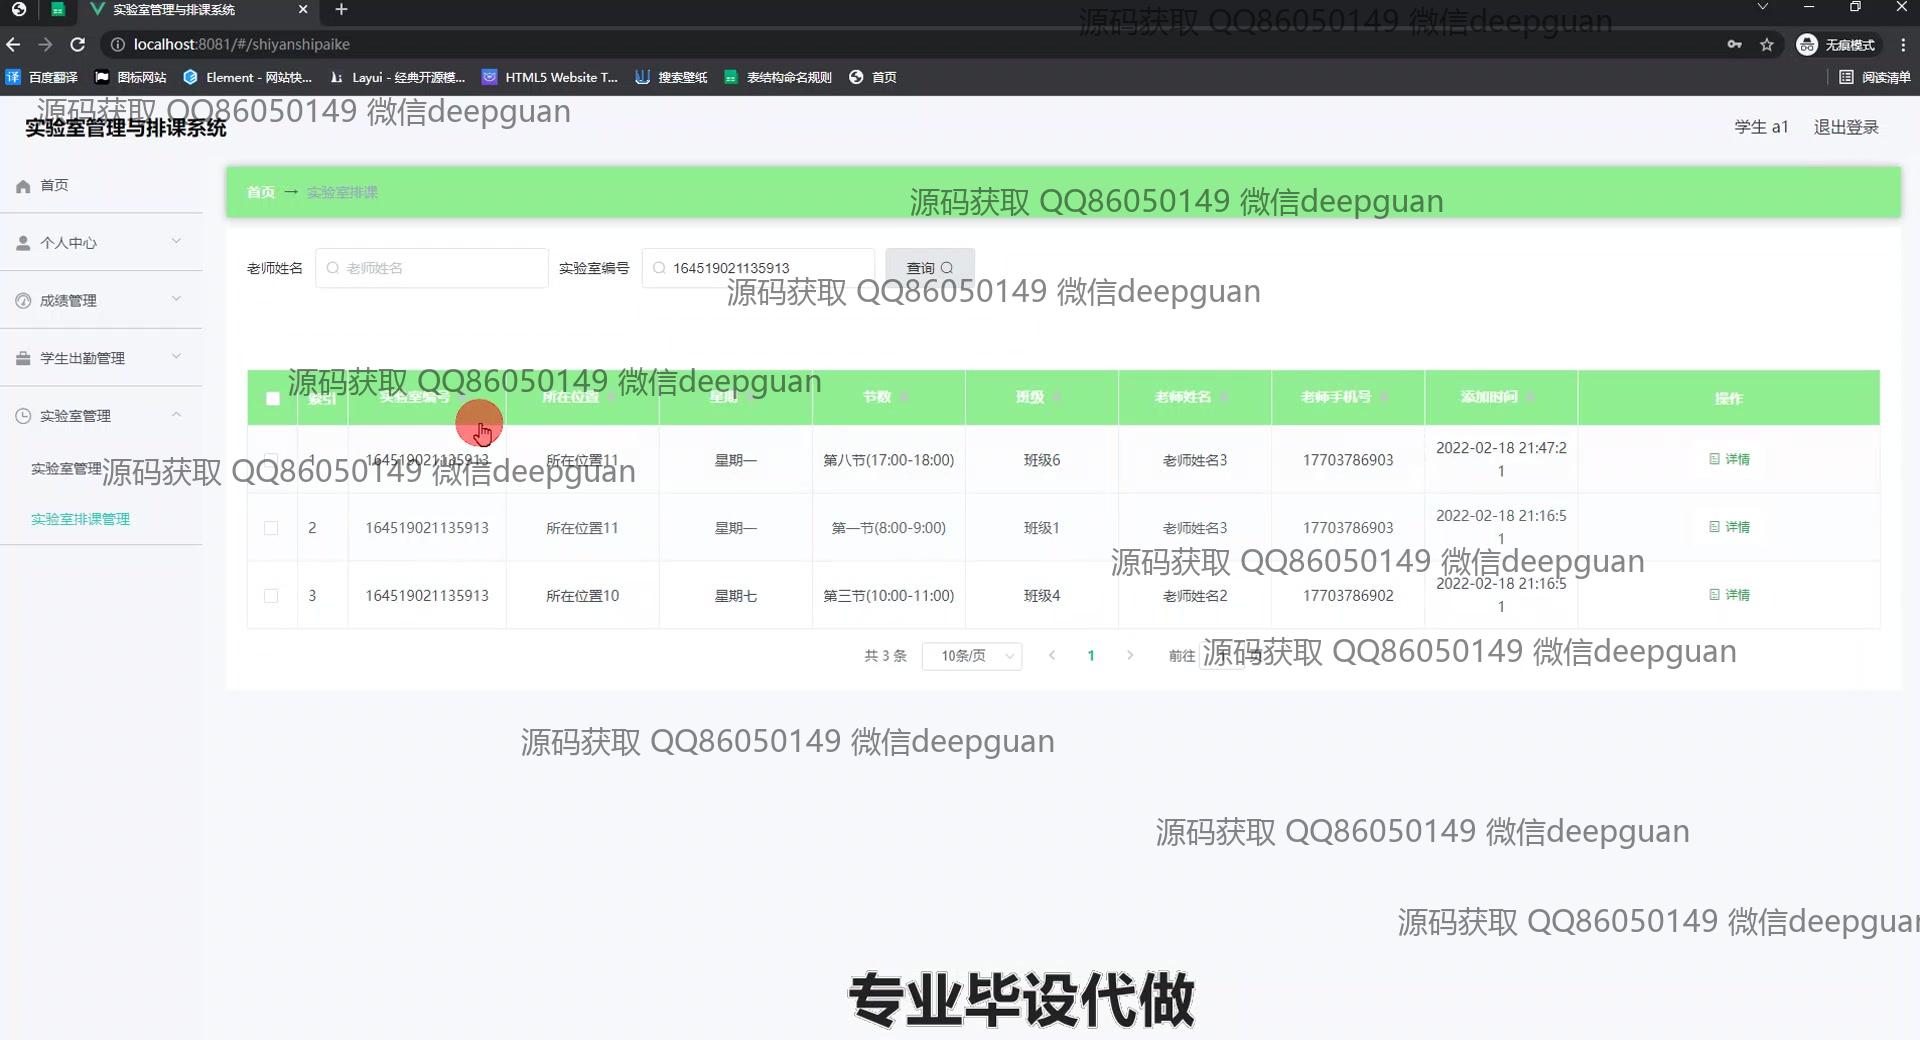 实验室管理与排课系统
源码获取 QQ86050149 微信deepguan
localhost:8081/#/shiyanshipaike
无痕模式
百度翻译 图标网站 Element - 网站快... Layui - 经典开源模... HTML5 Website T... 搜索壁纸 表结构命名规则 首页 阅读清单
源码获取 QQ86050149 微信deepguan
实验室管理与排课系统
学生 a1 退出登录
首页
个人中心
成绩管理
学生出勤管理
实验室管理
实验室管理
实验室排课管理
首页 → 实验室排课
源码获取 QQ86050149 微信deepguan
老师姓名 老师姓名 实验室编号 164519021135913 查询
源码获取 QQ86050149 微信deepguan
源码获取 QQ86050149 微信deepguan
索引 实验室编号 所在位置 星期 节数 班级 老师姓名 老师手机号 添加时间 操作
1 164519021135913 所在位置11 星期一 第八节(17:00-18:00) 班级6 老师姓名3 17703786903 2022-02-18 21:47:2
1 详情
源码获取 QQ86050149 微信deepguan
2 164519021135913 所在位置11 星期一 第一节(8:00-9:00) 班级1 老师姓名3 17703786903 2022-02-18 21:16:5
1 详情
源码获取 QQ86050149 微信deepguan
3 164519021135913 所在位置10 星期七 第三节(10:00-11:00) 班级4 老师姓名2 17703786902 2022-02-18 21:16:5
1 详情
共 3 条 10条/页 1 前往 1 页
源码获取 QQ86050149 微信deepguan
源码获取 QQ86050149 微信deepguan
源码获取 QQ86050149 微信deepguan
源码获取 QQ86050149 微信deepguan
专业毕设代做